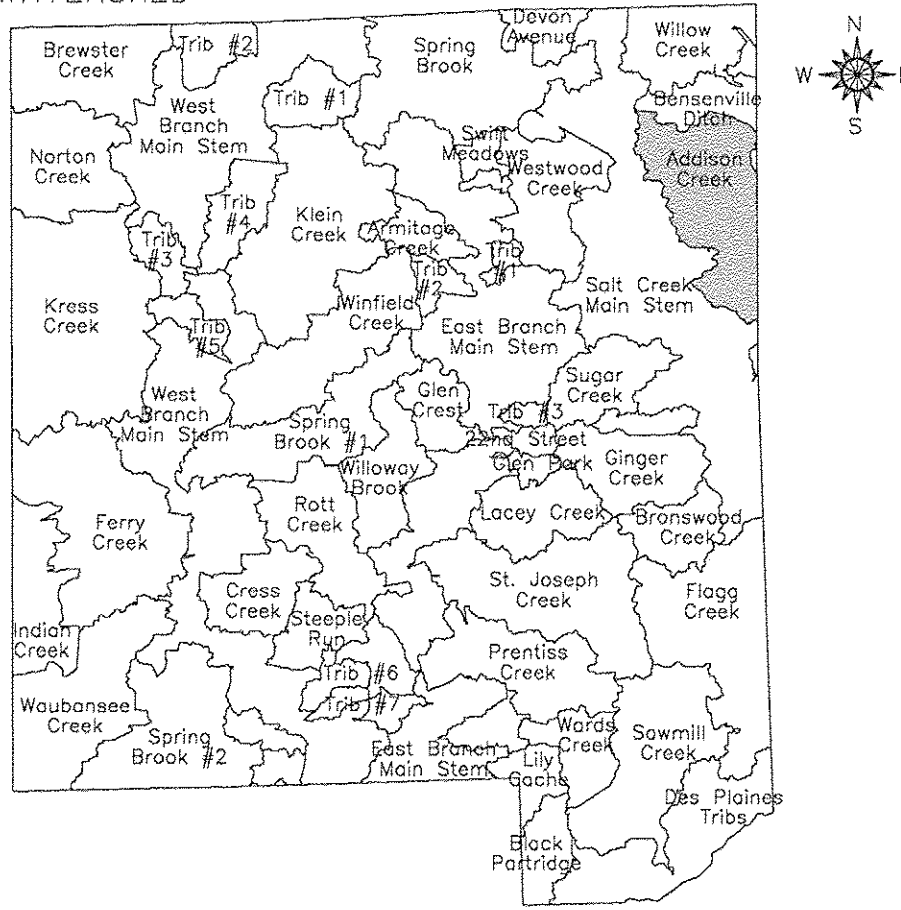 Brewster
Creek
Trib #2
Spring
Brook
Devon
Avenue
Willow
Creek
N
W
S
Trib #1
West
Branch
Main Stem
Bensenville
Ditch
Addison
Creek
Norton
Creek
Swift
Meadows
Westwood
Creek
Trib
#4
Klein
Creek
Armitage
Creek
Trib
#3
Trib
#1
Trib
#2
Salt Creek
Main Stem
Kress
Creek
Winfield
Creek
East Branch
Main Stem
Trib
#5
Sugar
Creek
West
Branch
Main Stem
Glen
Crest
Trib #3
Spring
Brook #1
22nd Street
Glen Park
Ginger
Creek
Willoway
Brook
Rott
Creek
Lacey Creek
Bronswood
Creek
Ferry
Creek
St. Joseph
Creek
Flagg
Creek
Cress
Creek
Steeple
Run
Indian
Creek
Prentiss
Creek
Trib #6
Trib #7
Waubansee
Creek
Spring
Brook #2
East Branch
Main Stem
Wards
Creek
Sawmill
Creek
Lily
Cache
Des Plaines
Tribs
Black
Partridge